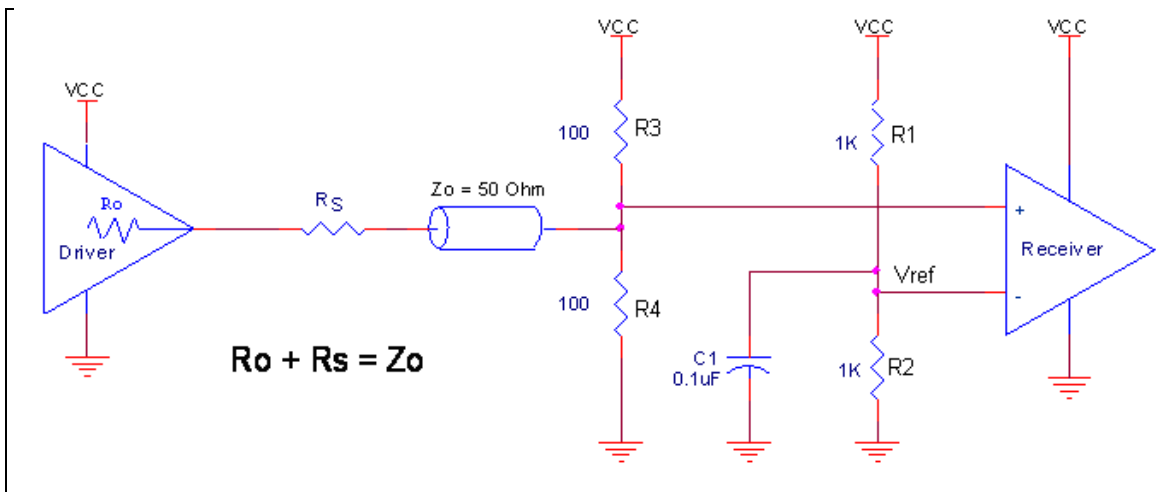 VCC
VCC
VCC
VCC
100
R3
1K
R1
Zo = 50 Ohm
Ro
RS
+
Driver
Receiver
Vref
-
100
R4
Ro + Rs = Zo
C1
0.1uF
1K
R2